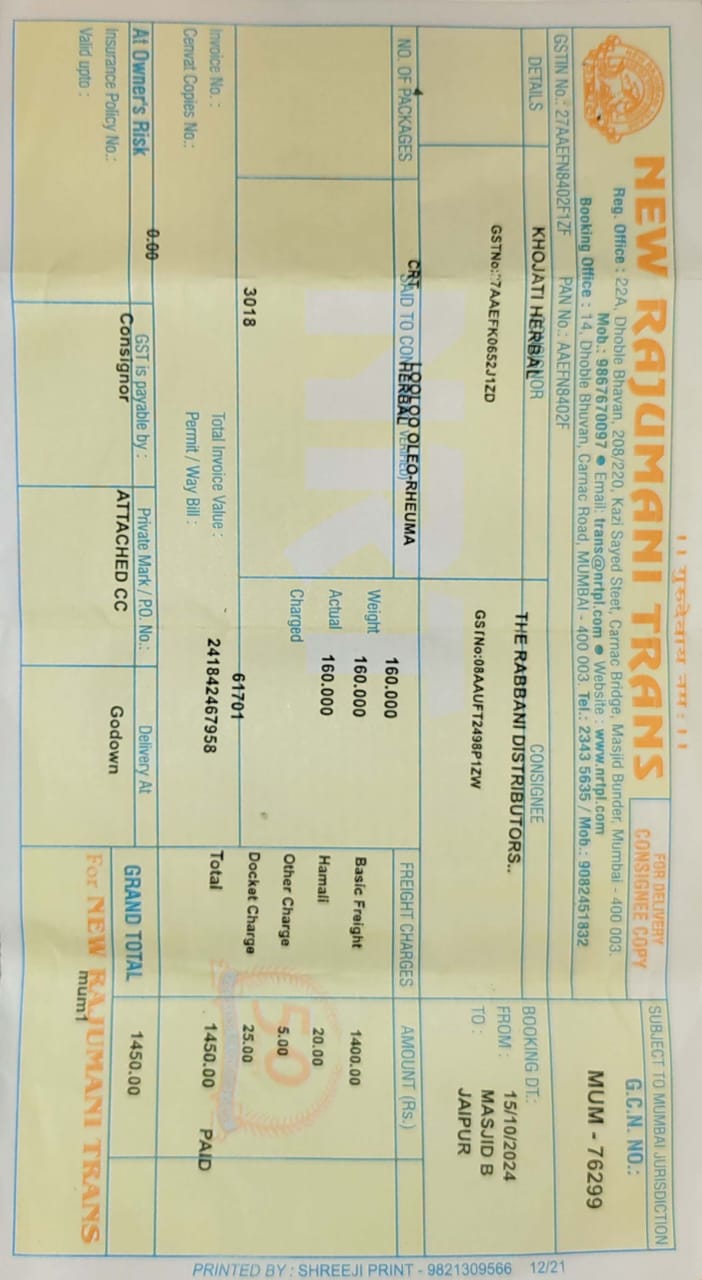 ।। गुरुदेवाय नमः ।।
NEW RAJUMANI TRANS
FOR DELIVERY
CONSIGNEE COPY
SUBJECT TO MUMBAI JURISDICTION
Reg. Office : 22A, Dhoble Bhavan, 208/220, Kazi Sayed Steet, Carnac Bridge, Masjid Bunder, Mumbai - 400 003.
Mob.: 9867670097 ● Email: trans@nrtpl.com ● Website : www.nrtpl.com
Booking Office : 14, Dhoble Bhuvan, Carnac Road, MUMBAI - 400 003. Tel.: 2343 5635 / Mob.: 9082451832
G.C.N. NO.:
MUM - 76299
GSTIN No.: 27AAEFN8402F1ZF PAN No.: AAEFN8402F
DETAILS
KHOJATI HERBAL
GSTNo:27AAEFK0652J1ZD
CONSIGNEE
THE RABBANI DISTRIBUTORS..
GSTNo:08AAUFT2498P1ZW
BOOKING DT.: 15/10/2024
FROM : MASJID B
TO : JAIPUR
NO. OF PACKAGES
SAID TO CONTAIN
FREIGHT CHARGES
AMOUNT (Rs.)
4
CRT
LOOLOO OLEO-RHEUMA
HERBAL
3018
160.000
Weight 160.000
Actual 160.000
Charged
Basic Freight 1400.00
Hamali 20.00
Other Charge 5.00
Docket Charge 25.00
Total 1450.00 PAID
50
Invoice No. :
Cenvat Copies No.:
Total Invoice Value : 61701
Permit / Way Bill : 241842467958
At Owner's Risk 0.00
Insurance Policy No.:
Valid upto :
GST is payable by :
Consignor
Private Mark / P.O. No.:
ATTACHED CC
Delivery At
Godown
GRAND TOTAL 1450.00
For NEW RAJUMANI TRANS
mum1
PRINTED BY : SHREEJI PRINT - 9821309566 12/21